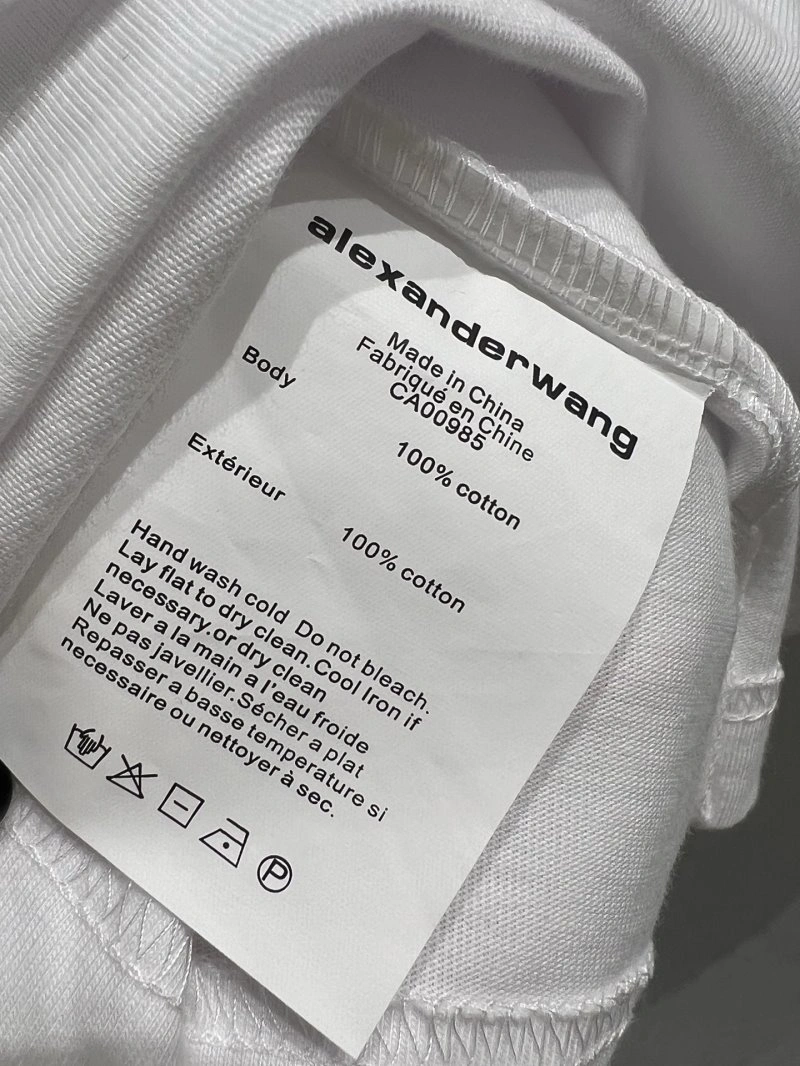 alexanderwang
Made in China
Fabriqué en Chine
CA00985
Body
100% cotton
Extérieur
100% cotton
Hand wash cold Do not bleach.
Lay flat to dry clean.Cool Iron if
necessary.or dry clean
Laver a la main a l'eau froide
Ne pas javellier.Sécher a plat
Repasser a basse temperature si
necessaire ou nettoyer à sec.
P